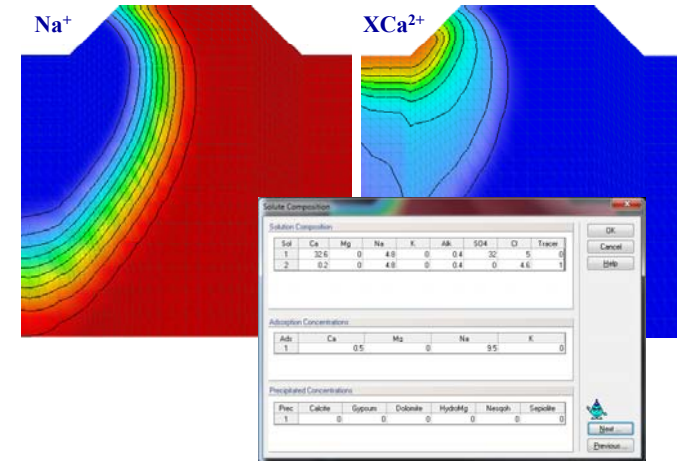 Na+
XCa2+
Solute Composition
Solution Composition
Sol Ca Mg Na K Alk SO4 Cl Tracer
1 32.6 0 4.8 0 0.4 32 5 0
2 0.2 0 4.8 0 0.4 0 4.6 1
OK
Cancel
Help
Adsorption Concentrations
Ads Ca Mg Na K
1 0.5 0 9.5 0
Precipitated Concentrations
Prec Calcite Gypsum Dolomite HydroMg Nesqoh Sepiolite
1 0 0 0 0 0 0
Next ...
Previous ...